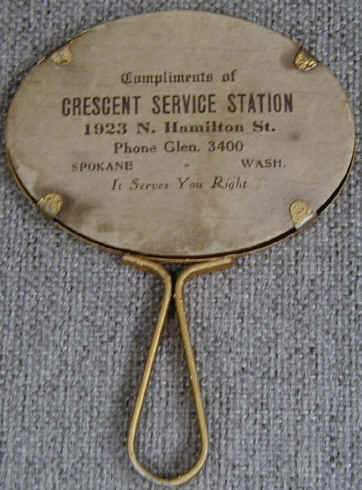 Compliments of
CRESCENT SERVICE STATION
1923 N. Hamilton St.
Phone Glen. 3400
SPOKANE - WASH.
It Serves You Right